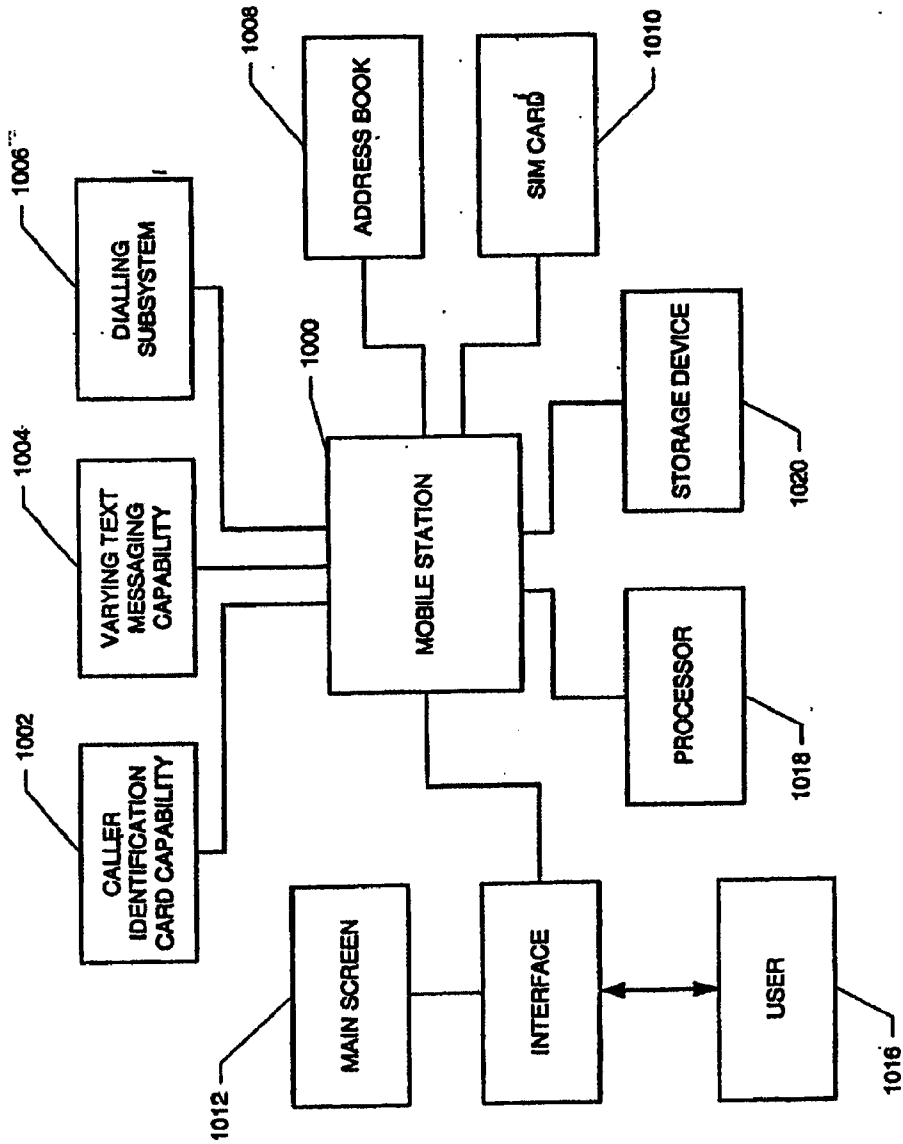 1002
1004
1006
CALLER
IDENTIFICATION
CARD CAPABILITY
VARYING TEXT
MESSAGING
CAPABILITY
DIALLING
SUBSYSTEM
1012
1000
1008
MAIN SCREEN
ADDRESS BOOK
MOBILE STATION
INTERFACE
SIM CARD
1010
USER
PROCESSOR
STORAGE DEVICE
1016
1018
1020